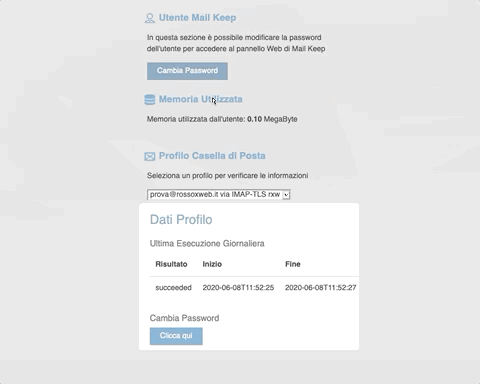 Utente Mail Keep
In questa sezione è possibile modificare la password
dell'utente per accedere al pannello Web di Mail Keep
Cambia Password
Memoria Utilizzata
Memoria utilizzata dall'utente: 0.10 MegaByte
Profilo Casella di Posta
Seleziona un profilo per verificare le informazioni
prova@rossoxweb.it via IMAP-TLS rxw
Dati Profilo
Ultima Esecuzione Giornaliera
Risultato Inizio Fine
succeeded 2020-06-08T11:52:25 2020-06-08T11:52:27
Cambia Password
Clicca qui